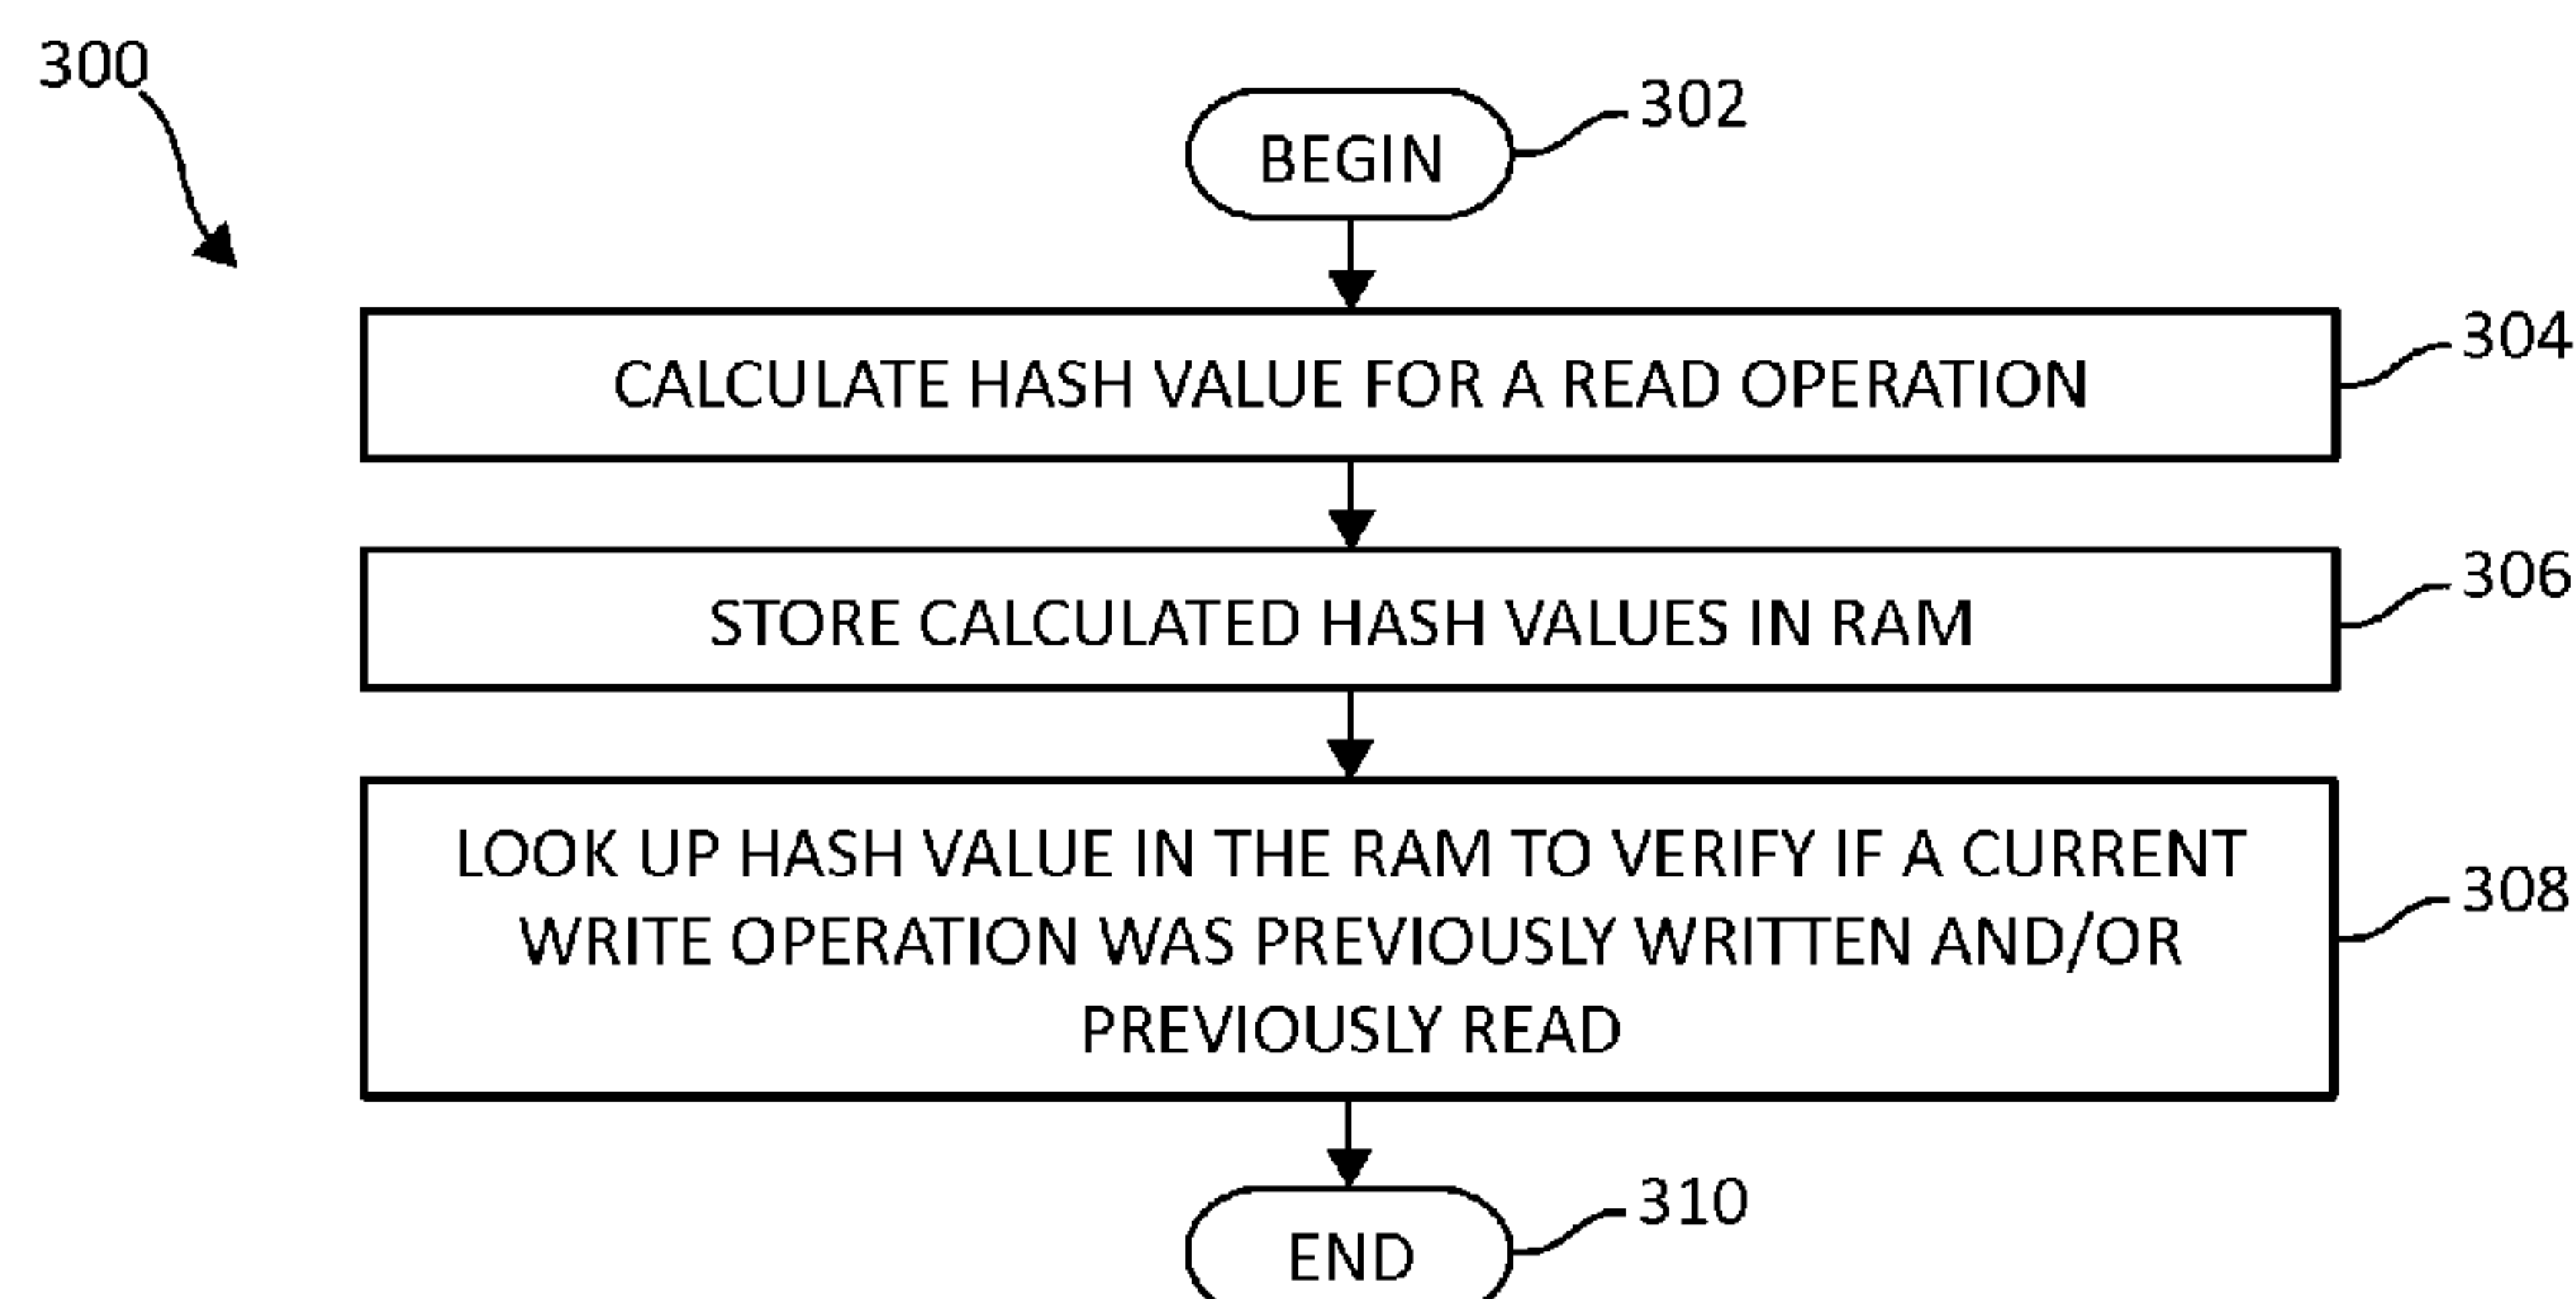 300
BEGIN
302
CALCULATE HASH VALUE FOR A READ OPERATION
304
STORE CALCULATED HASH VALUES IN RAM
306
LOOK UP HASH VALUE IN THE RAM TO VERIFY IF A CURRENT
WRITE OPERATION WAS PREVIOUSLY WRITTEN AND/OR
PREVIOUSLY READ
308
END
310